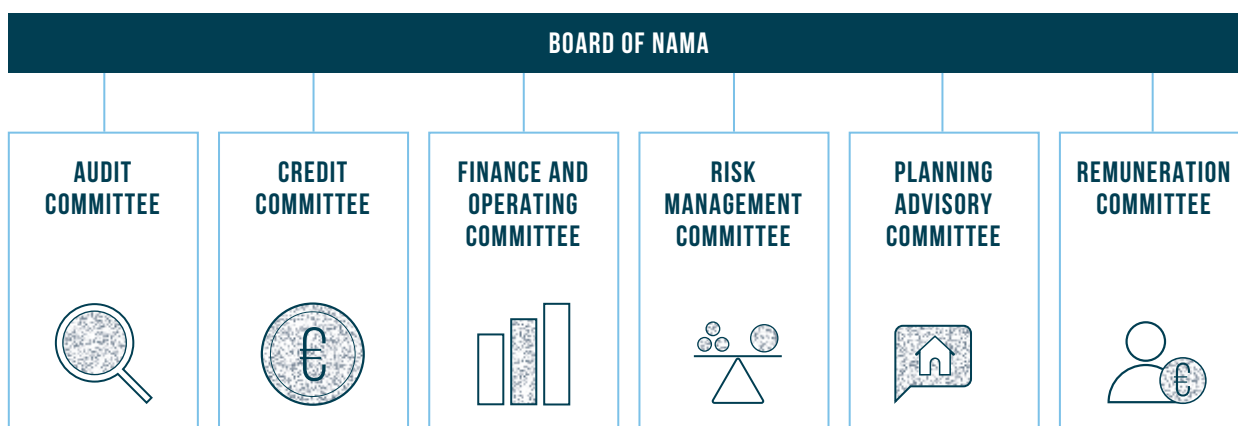 BOARD OF NAMA
AUDIT
COMMITTEE
CREDIT
COMMITTEE
FINANCE AND
OPERATING
COMMITTEE
RISK
MANAGEMENT
COMMITTEE
PLANNING
ADVISORY
COMMITTEE
REMUNERATION
COMMITTEE
€
€